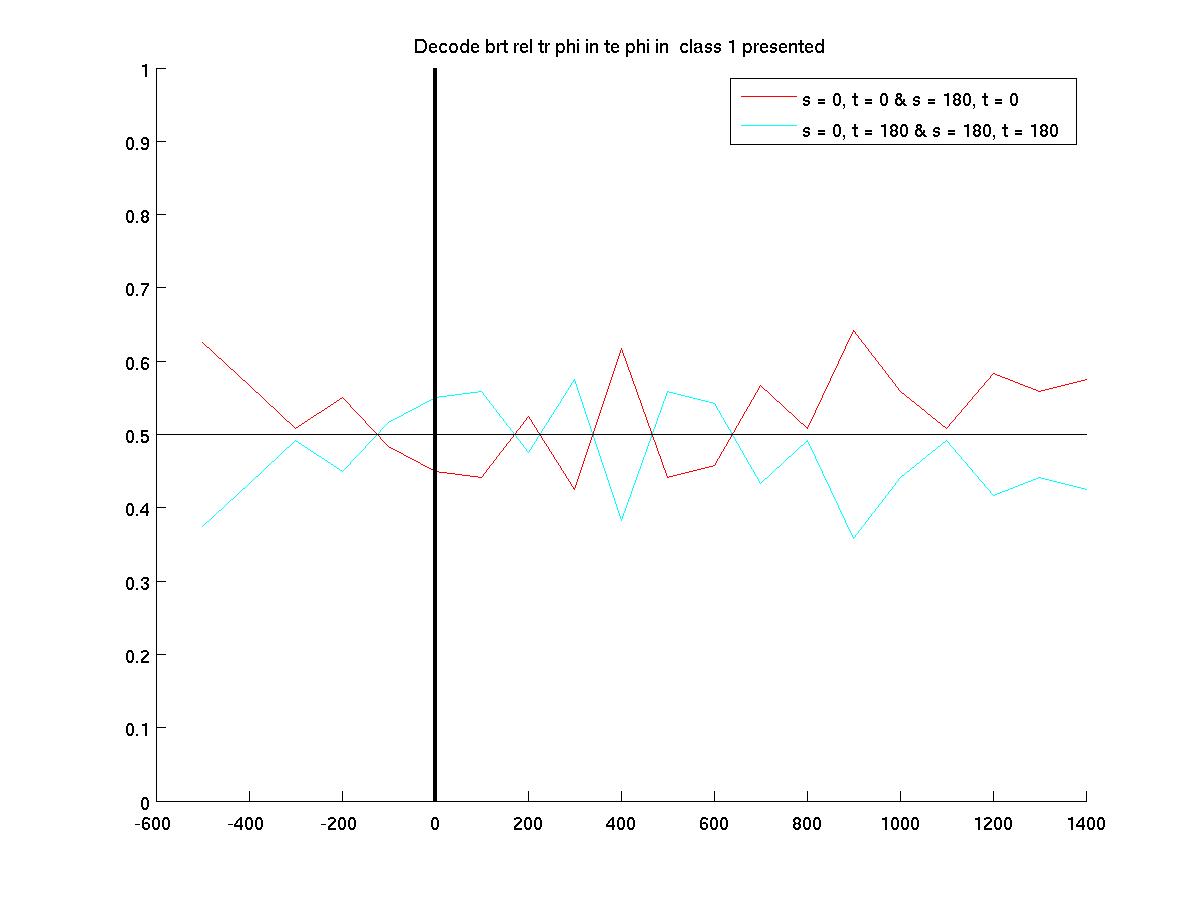 Decode brt rel tr phi in te phi in  class 1 presented
s = 0, t = 0 & s = 180, t = 0
s = 0, t = 180 & s = 180, t = 180
1
0.9
0.8
0.7
0.6
0.5
0.4
0.3
0.2
0.1
0
-600 -400 -200 0 200 400 600 800 1000 1200 1400